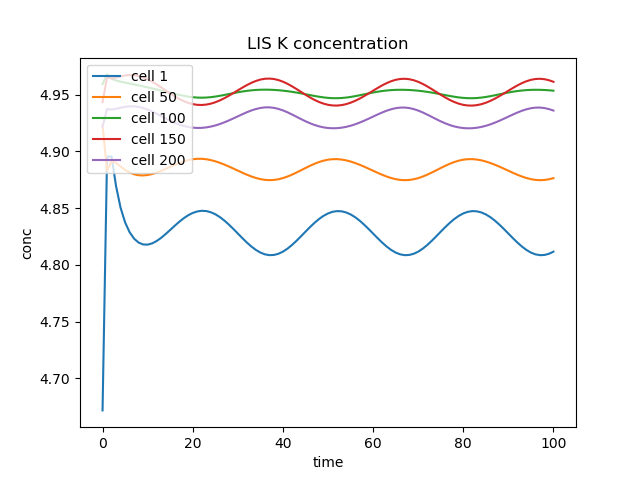 LIS K concentration
cell 1
cell 50
cell 100
cell 150
cell 200
4.95
4.90
4.85
4.80
4.75
4.70
conc
0 20 40 60 80 100
time